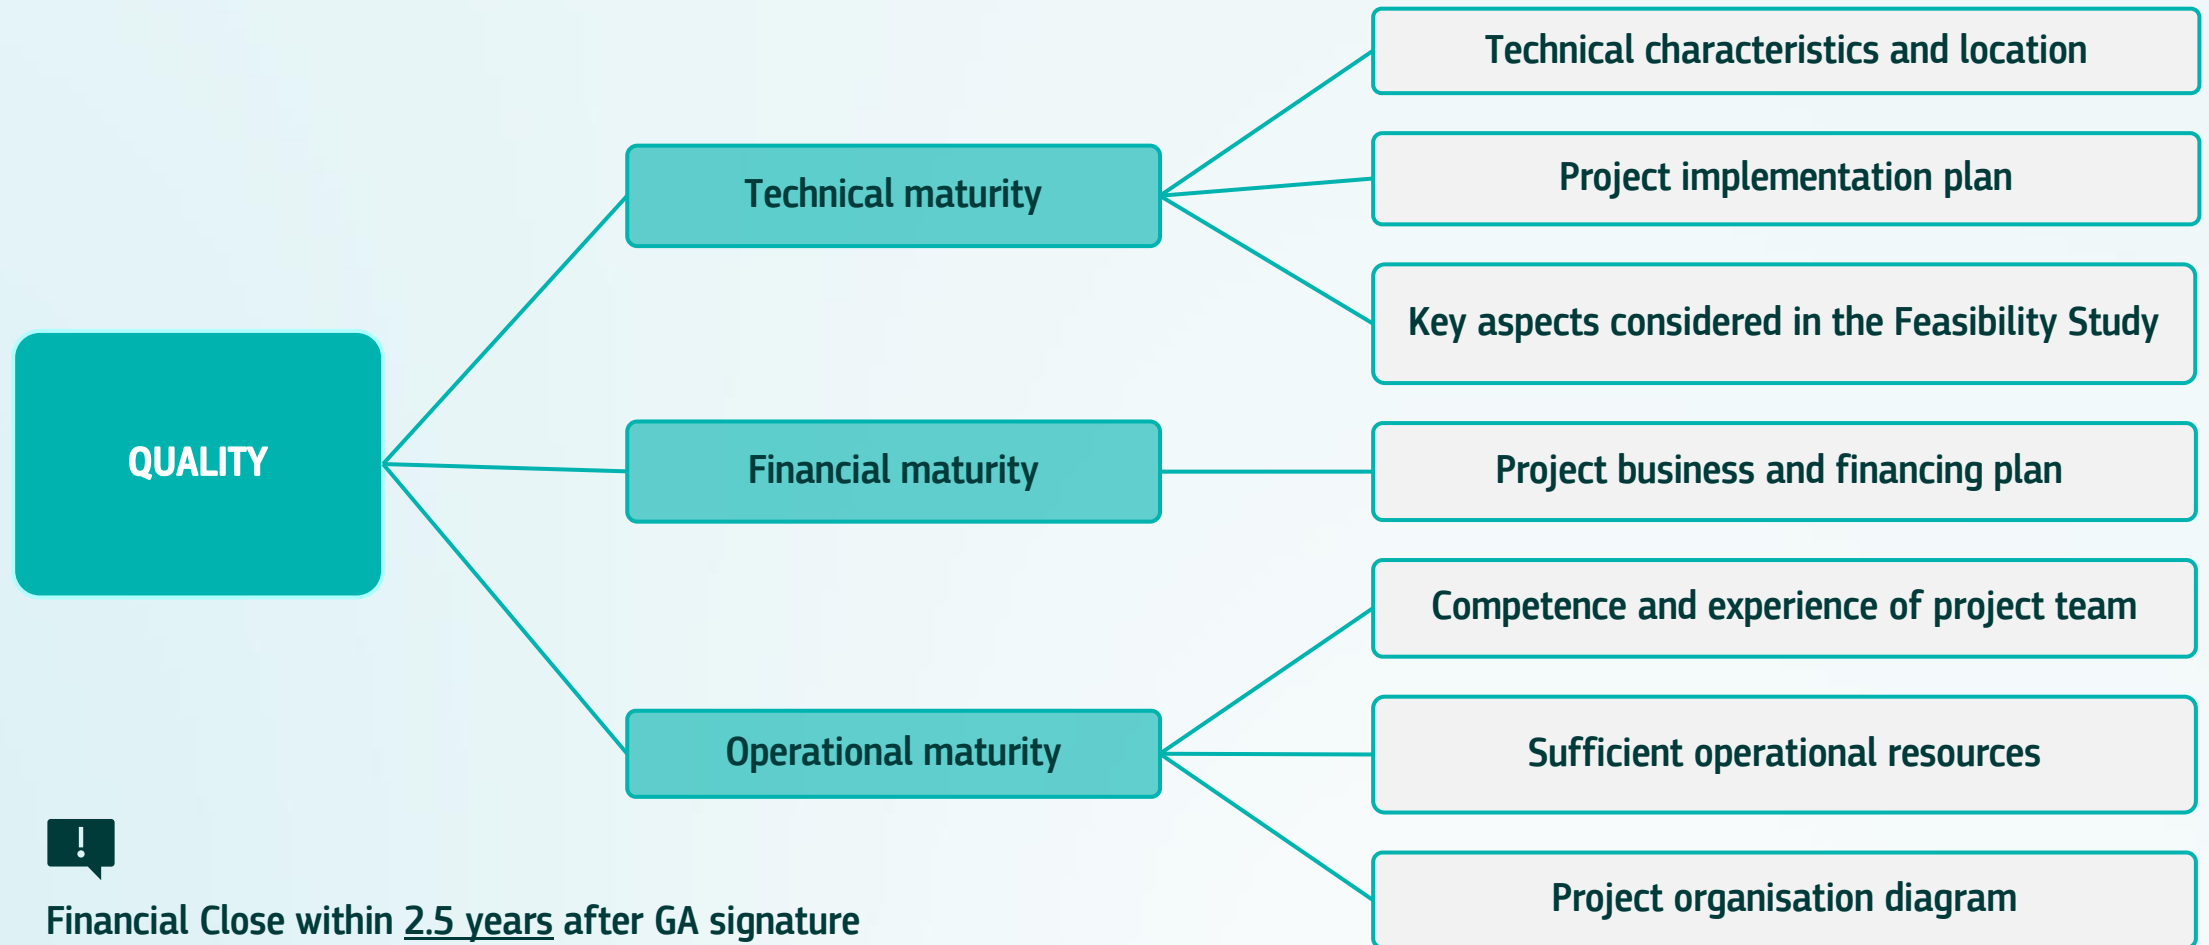 QUALITY
Technical maturity
Technical characteristics and location
Project implementation plan
Key aspects considered in the Feasibility Study
Financial maturity
Project business and financing plan
Operational maturity
Competence and experience of project team
Sufficient operational resources
Project organisation diagram
!
Financial Close within 2.5 years after GA signature